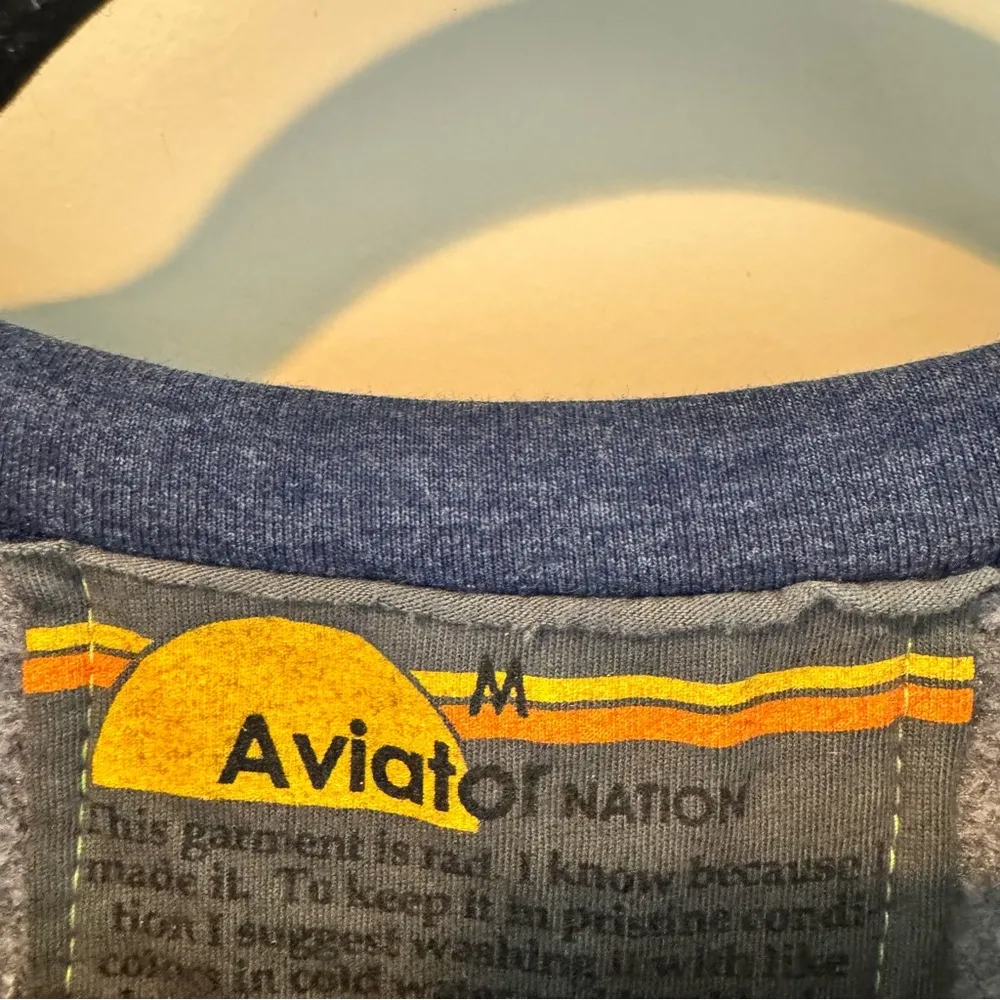 M
Aviator NATION
This garment is rad. I know because I
made it. To keep it in pristine condi-
tion I suggest washing it with like
colors in cold